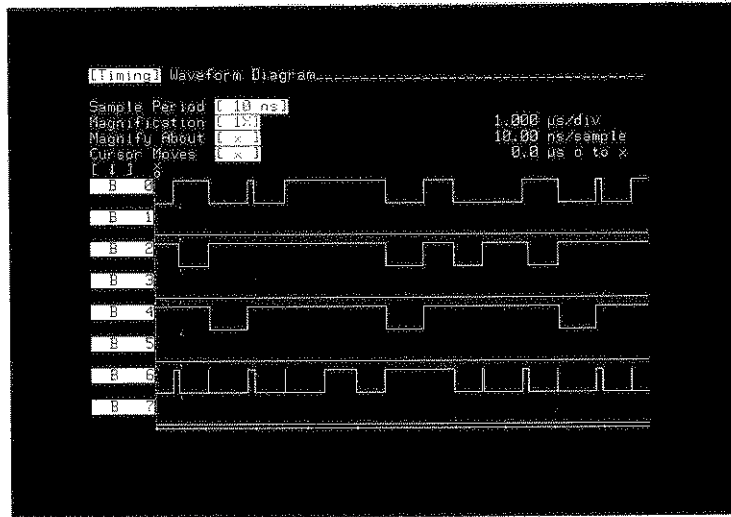 [Timing] Waveform Diagram
Sample Period [ 10 ns]
Magnification [ 1X] 1.000 µs/div
Magnify About [ x ] 10.00 ns/sample
Cursor Moves [ x ] 0.0 µs o to x
[ ↓ ]
B 0
B 1
B 2
B 3
B 4
B 5
B 6
B 7